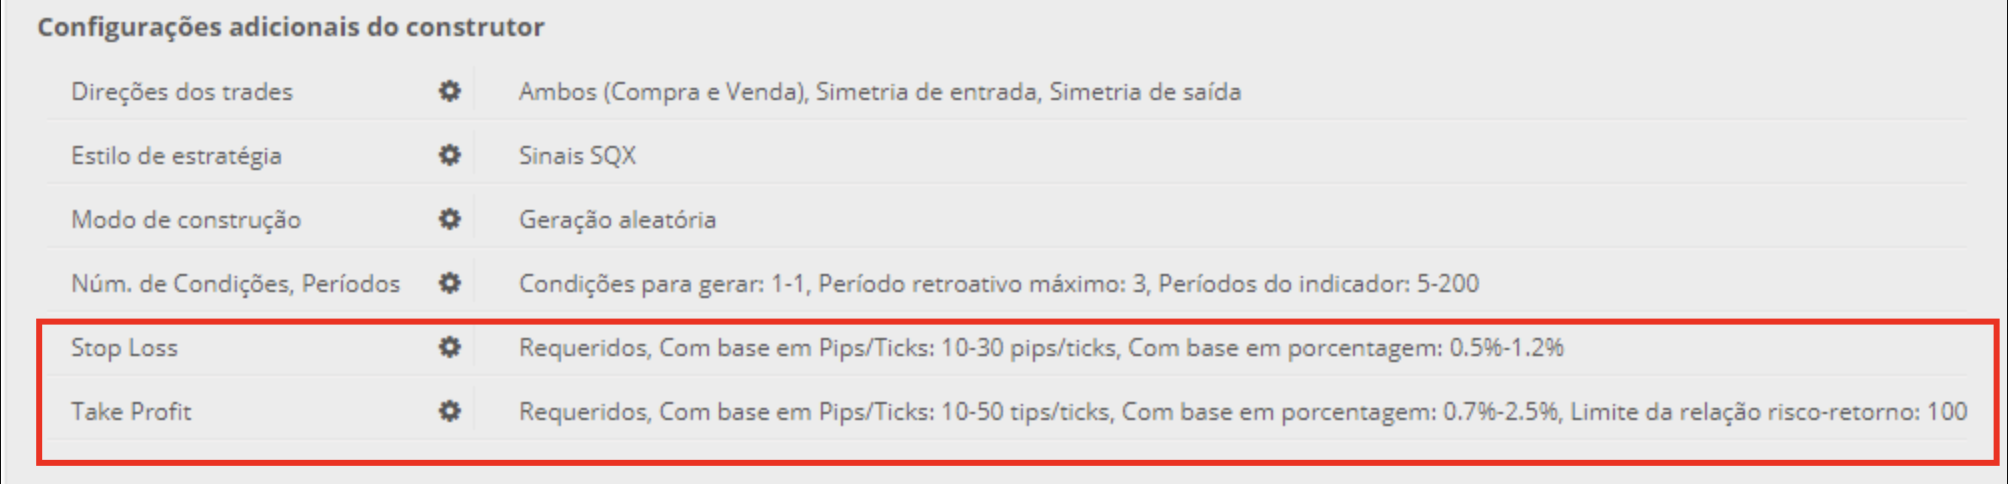 Configurações adicionais do construtor
Direções dos trades Ambos (Compra e Venda), Simetria de entrada, Simetria de saída
Estilo de estratégia Sinais SQX
Modo de construção Geração aleatória
Núm. de Condições, Períodos Condições para gerar: 1-1, Período retroativo máximo: 3, Períodos do indicador: 5-200
Stop Loss Requeridos, Com base em Pips/Ticks: 10-30 pips/ticks, Com base em porcentagem: 0.5%-1.2%
Take Profit Requeridos, Com base em Pips/Ticks: 10-50 tips/ticks, Com base em porcentagem: 0.7%-2.5%, Limite da relação risco-retorno: 100